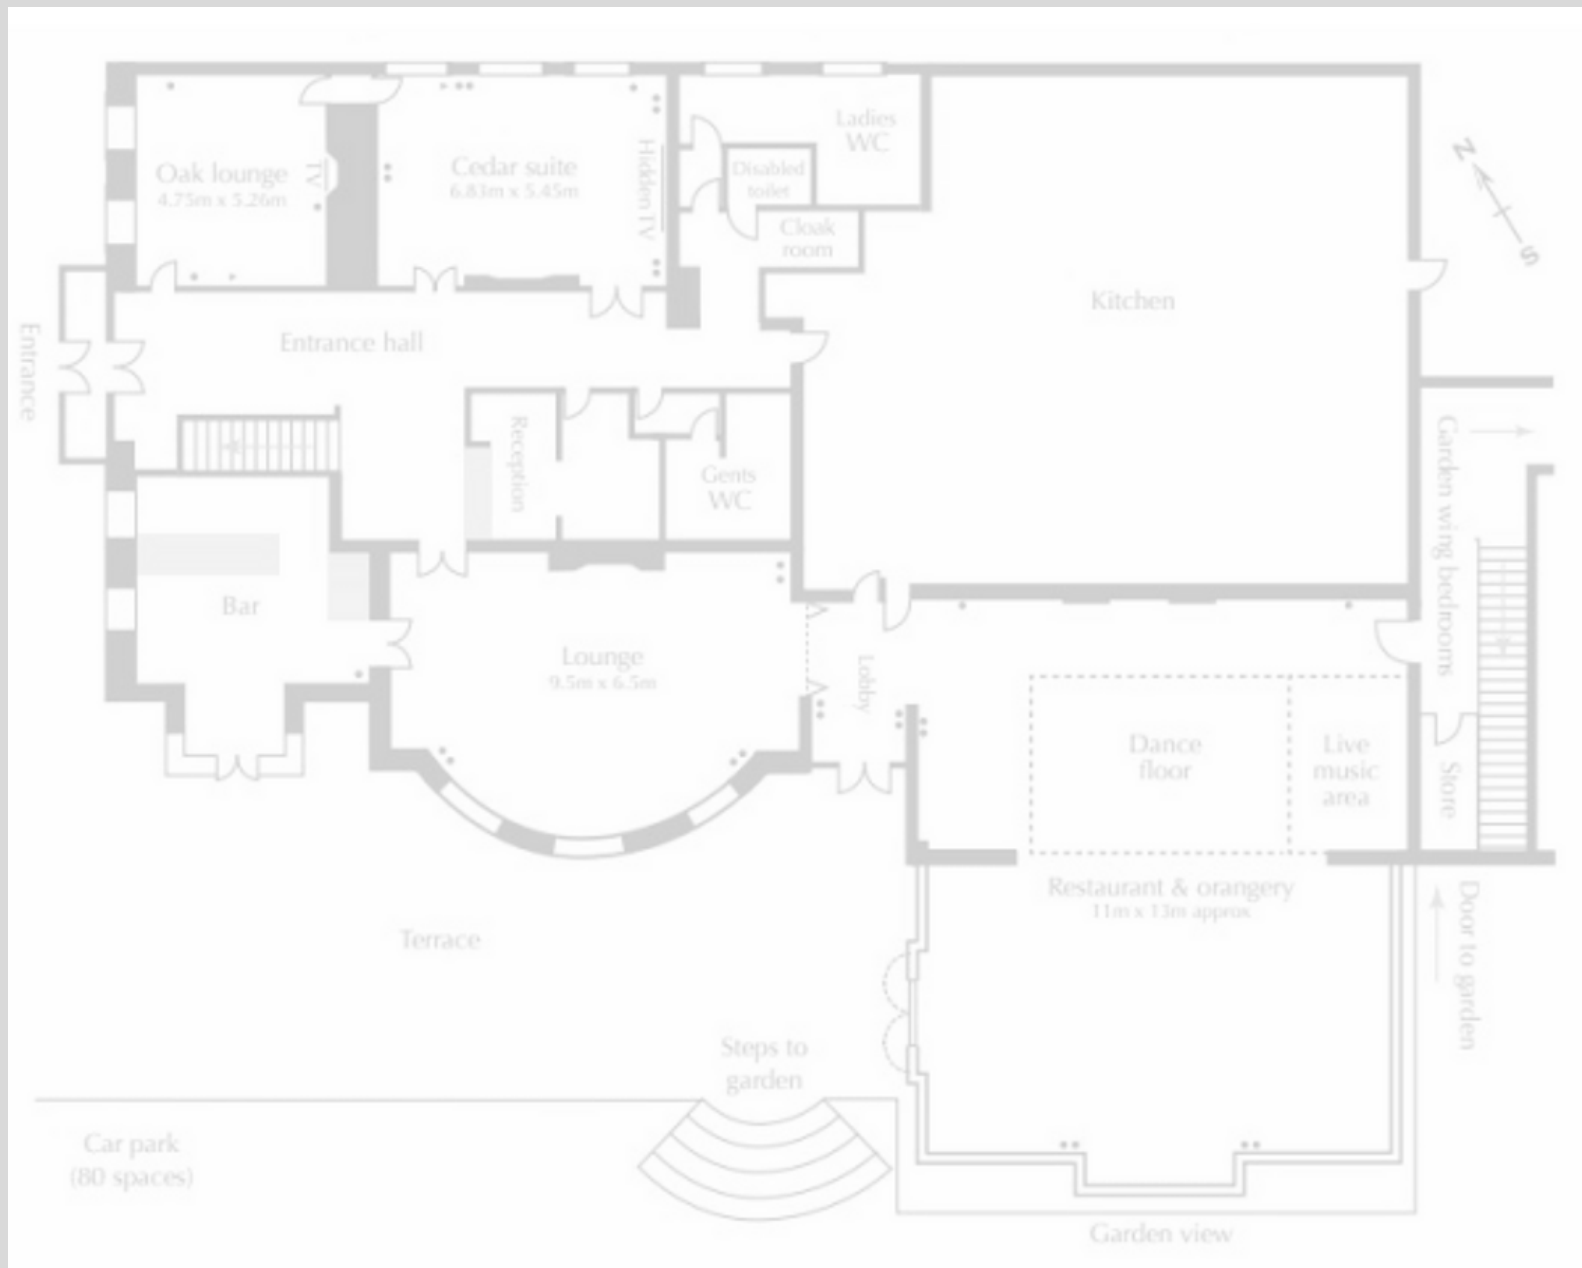 Oak lounge
4.75m x 5.26m
TV
Cedar suite
6.83m x 5.45m
Hidden TV
Ladies
WC
Disabled
toilet
Cloak
room
Kitchen
N
S
Entrance
Entrance hall
Reception
Gents
WC
Garden wing bedrooms
Bar
Lounge
9.5m x 6.5m
Lobby
Dance
floor
Live
music
area
Store
Restaurant & orangery
11m x 13m approx
Terrace
Door to garden
Steps to
garden
Car park
(80 spaces)
Garden view